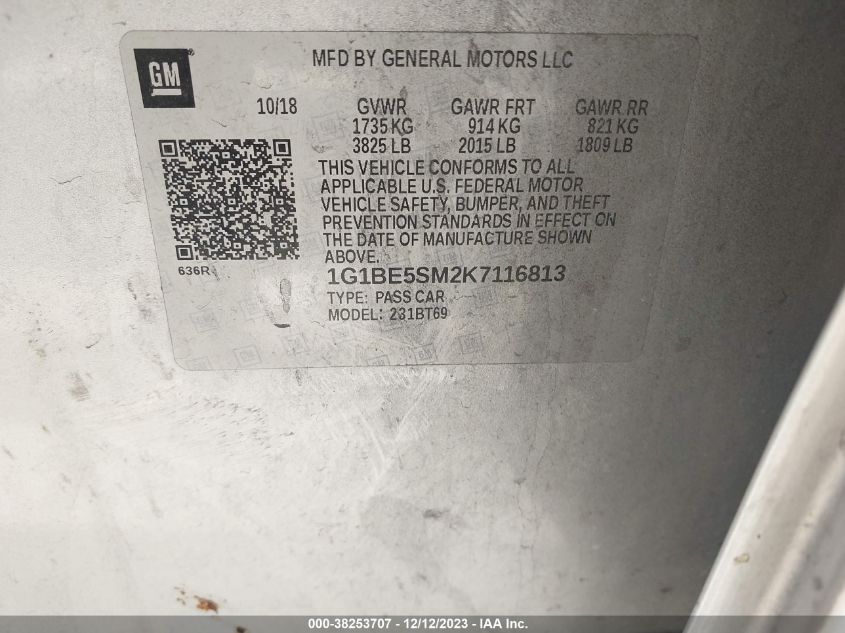 GM
MFD BY GENERAL MOTORS LLC
10/18 GVWR GAWR FRT GAWR RR
1735 KG 914 KG 821 KG
3825 LB 2015 LB 1809 LB
THIS VEHICLE CONFORMS TO ALL
APPLICABLE U.S. FEDERAL MOTOR
VEHICLE SAFETY, BUMPER, AND THEFT
PREVENTION STANDARDS IN EFFECT ON
THE DATE OF MANUFACTURE SHOWN
ABOVE.
636R
1G1BE5SM2K7116813
TYPE: PASS CAR
MODEL: 231BT69
000-38253707 - 12/12/2023 - IAA Inc.